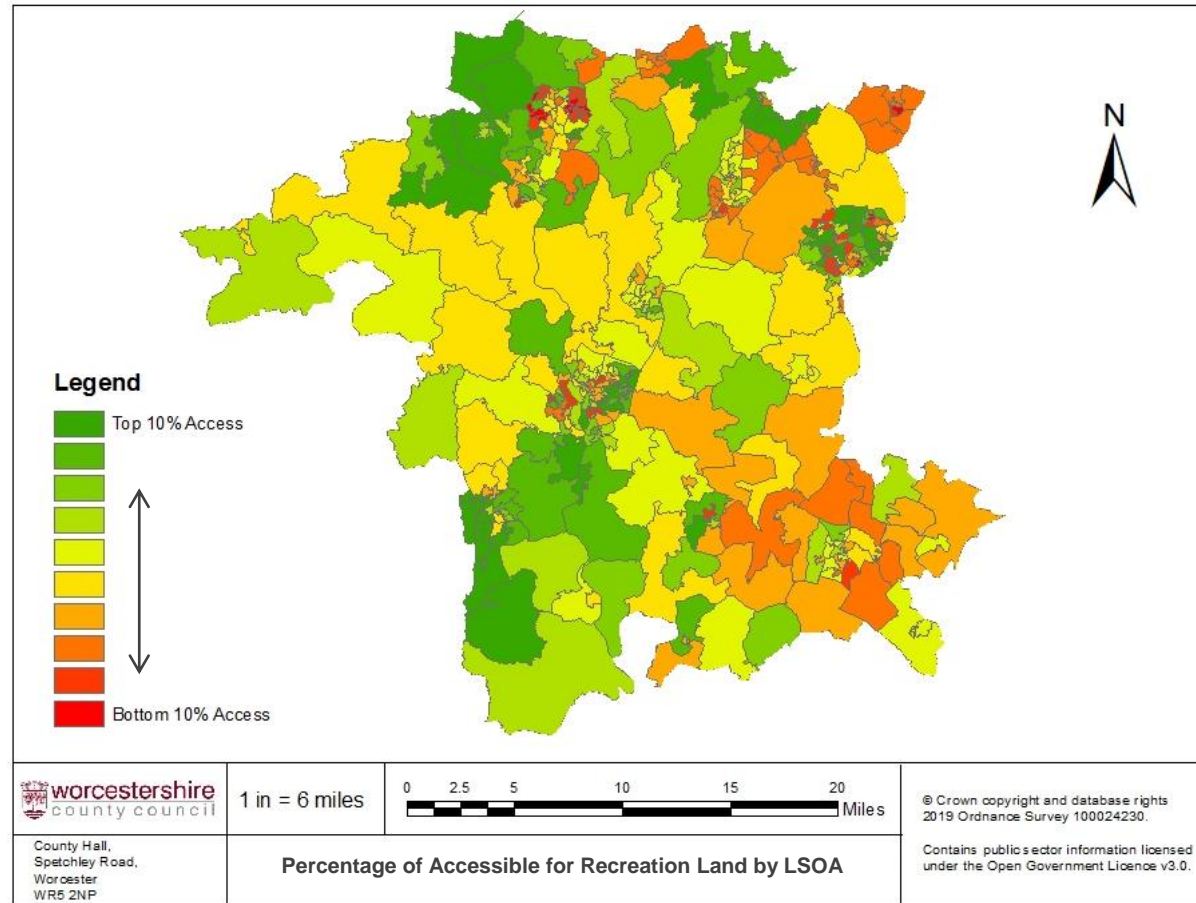 N
Legend
Top 10% Access
Bottom 10% Access
worcestershire
county council
County Hall,
Spetchley Road,
Worcester
WR5 2NP
1 in = 6 miles
0 2.5 5 10 15 20
Miles
Percentage of Accessible for Recreation Land by LSOA
© Crown copyright and database rights
2019 Ordnance Survey 100024230.
Contains public sector information licensed
under the Open Government Licence v3.0.